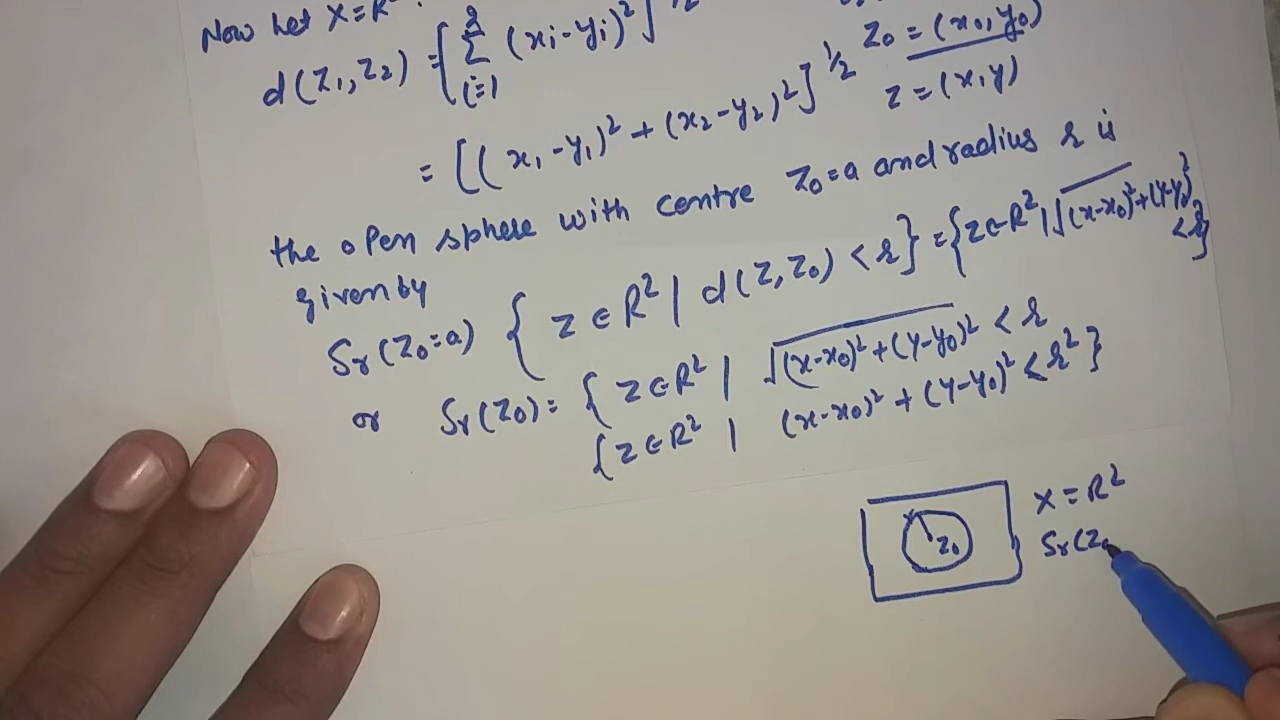 Now Let X=R²
d(Z₁,Z₂) = [∑ᵢ₌₁² (xᵢ-yᵢ)²]^1/2
Z₀ = (x₀,y₀)
= [(x₁-y₁)² + (x₂-y₂)²]^1/2
z = (x,y)
the open sphere with centre Z₀=a and radius r is
given by
Sᵣ(Z₀=a) { z ∈ R² | d(Z,Z₀) < r} = {z∈R² | √(x-x₀)²+(y-y₀)² < r}
or Sᵣ(Z₀) = { Z∈R² | √(x-x₀)²+(y-y₀)² < r
{z∈R² | (x-x₀)² + (y-y₀)² < r² }
X = R²
Z₀
Sᵣ(Z₀